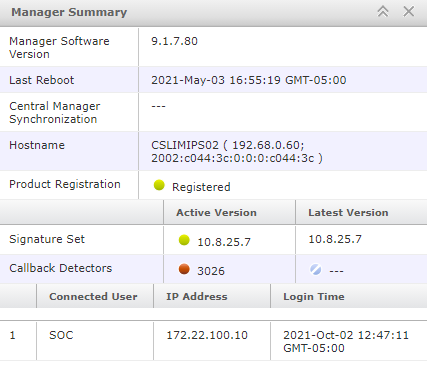 Manager Summary
Manager Software Version 9.1.7.80
Last Reboot 2021-May-03 16:55:19 GMT-05:00
Central Manager Synchronization ---
Hostname CSLIMIPS02 ( 192.68.0.60; 2002:c044:3c:0:0:0:c044:3c )
Product Registration Registered
Active Version Latest Version
Signature Set 10.8.25.7 10.8.25.7
Callback Detectors 3026 ---
Connected User IP Address Login Time
1 SOC 172.22.100.10 2021-Oct-02 12:47:11 GMT-05:00